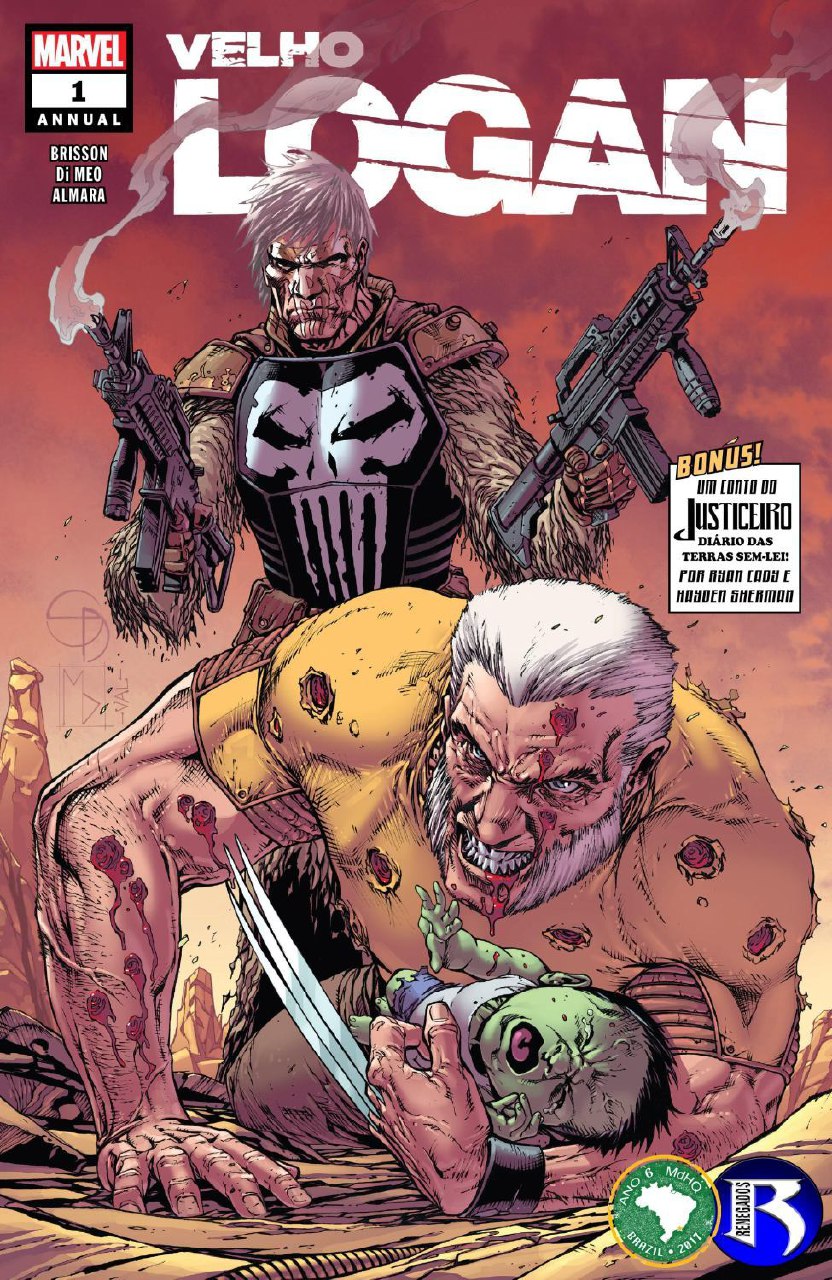 MARVEL
1
ANNUAL
BRISSON
Di MEO
ALMARA
VELHO
LOGAN
BONUS!
UM CONTO DO
JUSTICEIRO
DIÁRIO DAS
TERRAS SEM-LEI!
POR RYAN CADY E
HAYDEN SHERMAN
ANO 6 MdHQ
BRAZIL • 2017
RENEGADOS
R